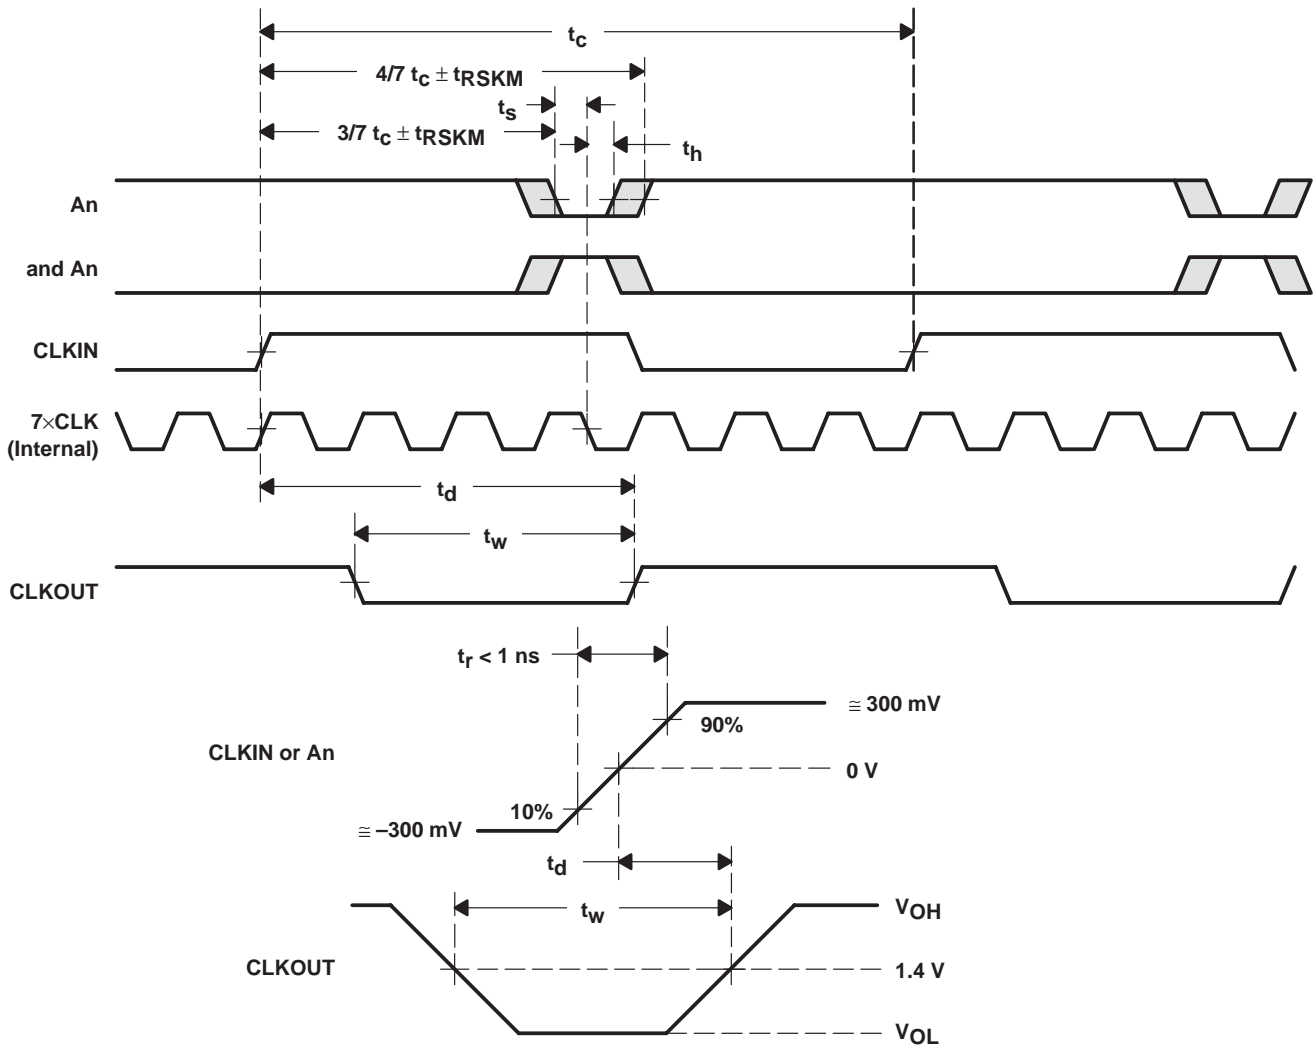 tc
4/7 tc ± tRSKM
ts
3/7 tc ± tRSKM
th
An
and An
CLKIN
7×CLK
(Internal)
td
tw
CLKOUT
tr < 1 ns
≅ 300 mV
90%
CLKIN or An
0 V
10%
≅ –300 mV
td
VOH
tw
CLKOUT
1.4 V
VOL